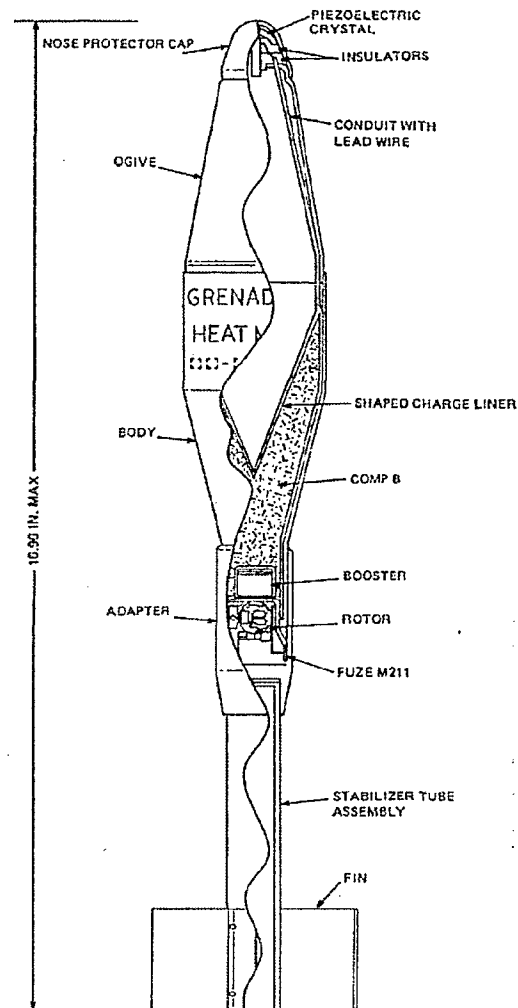 PIEZOELECTRIC
CRYSTAL
NOSE PROTECTOR CAP
INSULATORS
CONDUIT WITH
LEAD WIRE
OGIVE
GRENAD
HEAT M
SHAPED CHARGE LINER
BODY
COMP B
16.90 IN. MAX
BOOSTER
ADAPTER
ROTOR
FUZE M211
STABILIZER TUBE
ASSEMBLY
FIN